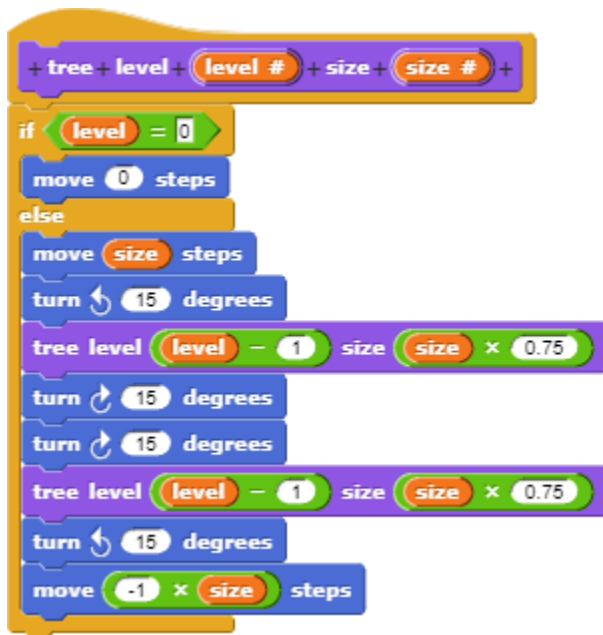 + tree + level + level # + size + size # +
if level = 0
move 0 steps
else
move size steps
turn 15 degrees
tree level level - 1 size size × 0.75
turn 15 degrees
turn 15 degrees
tree level level - 1 size size × 0.75
turn 15 degrees
move -1 × size steps